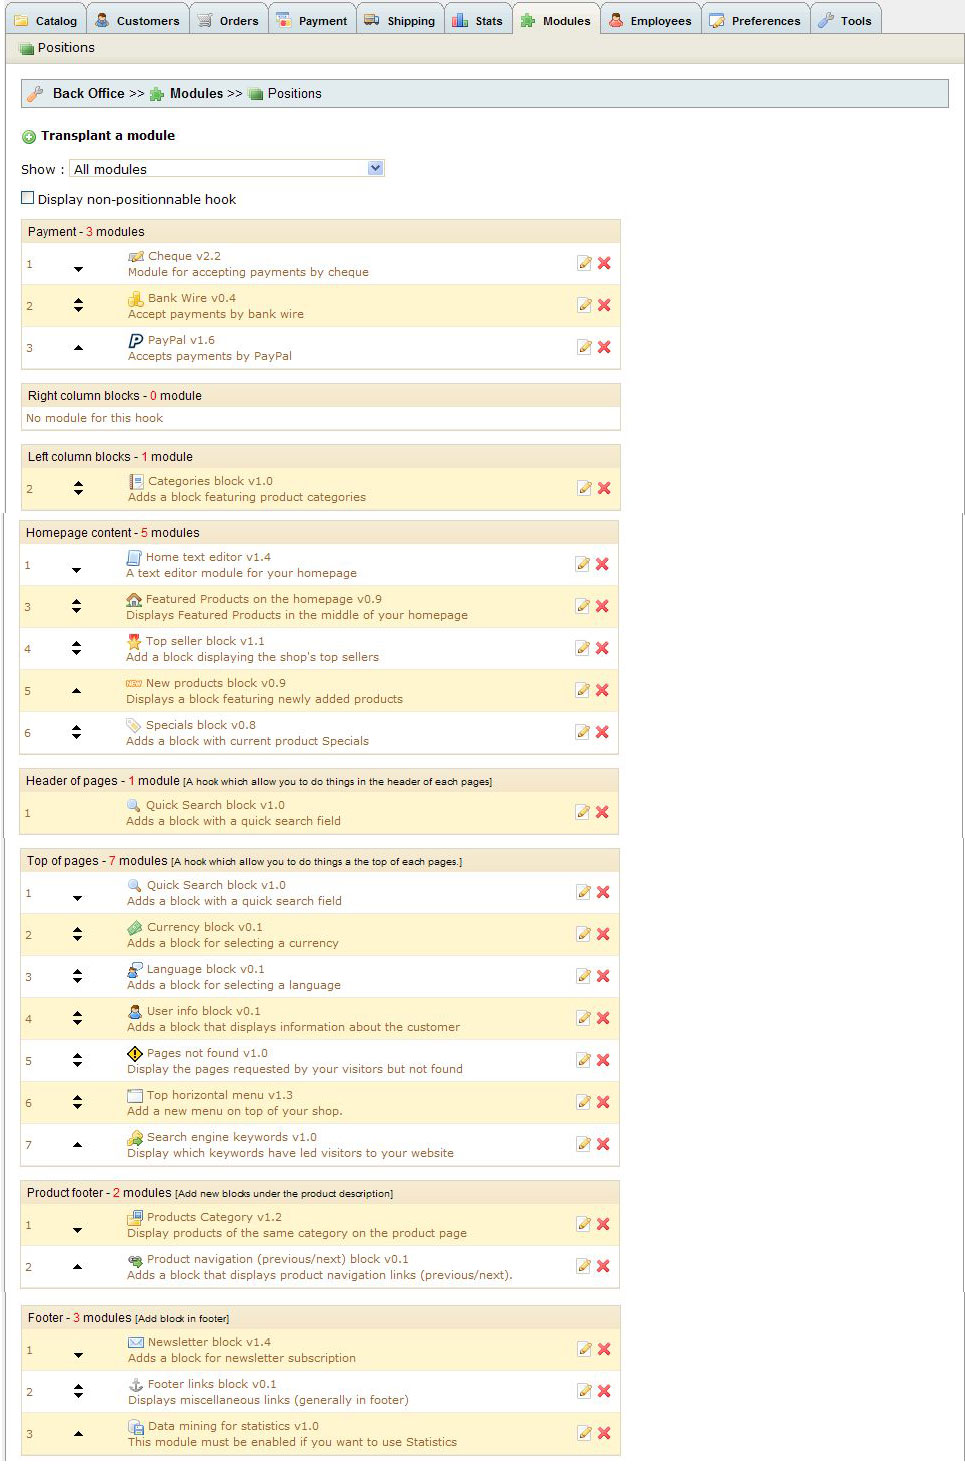 Catalog Customers Orders Payment Shipping Stats Modules Employees Preferences Tools
Positions
Back Office >> Modules >> Positions
Transplant a module
Show : All modules
Display non-positionnable hook
Payment - 3 modules
1 Cheque v2.2
Module for accepting payments by cheque
2 Bank Wire v0.4
Accept payments by bank wire
3 PayPal v1.6
Accepts payments by PayPal
Right column blocks - 0 module
No module for this hook
Left column blocks - 1 module
2 Categories block v1.0
Adds a block featuring product categories
Homepage content - 5 modules
1 Home text editor v1.4
A text editor module for your homepage
3 Featured Products on the homepage v0.9
Displays Featured Products in the middle of your homepage
4 Top seller block v1.1
Add a block displaying the shop's top sellers
5 NEW New products block v0.9
Displays a block featuring newly added products
6 Specials block v0.8
Adds a block with current product Specials
Header of pages - 1 module [A hook which allow you to do things in the header of each pages]
1 Quick Search block v1.0
Adds a block with a quick search field
Top of pages - 7 modules [A hook which allow you to do things a the top of each pages.]
1 Quick Search block v1.0
Adds a block with a quick search field
2 Currency block v0.1
Adds a block for selecting a currency
3 Language block v0.1
Adds a block for selecting a language
4 User info block v0.1
Adds a block that displays information about the customer
5 Pages not found v1.0
Display the pages requested by your visitors but not found
6 Top horizontal menu v1.3
Add a new menu on top of your shop.
7 Search engine keywords v1.0
Display which keywords have led visitors to your website
Product footer - 2 modules [Add new blocks under the product description]
1 Products Category v1.2
Display products of the same category on the product page
2 Product navigation (previous/next) block v0.1
Adds a block that displays product navigation links (previous/next).
Footer - 3 modules [Add block in footer]
1 Newsletter block v1.4
Adds a block for newsletter subscription
2 Footer links block v0.1
Displays miscellaneous links (generally in footer)
3 Data mining for statistics v1.0
This module must be enabled if you want to use Statistics